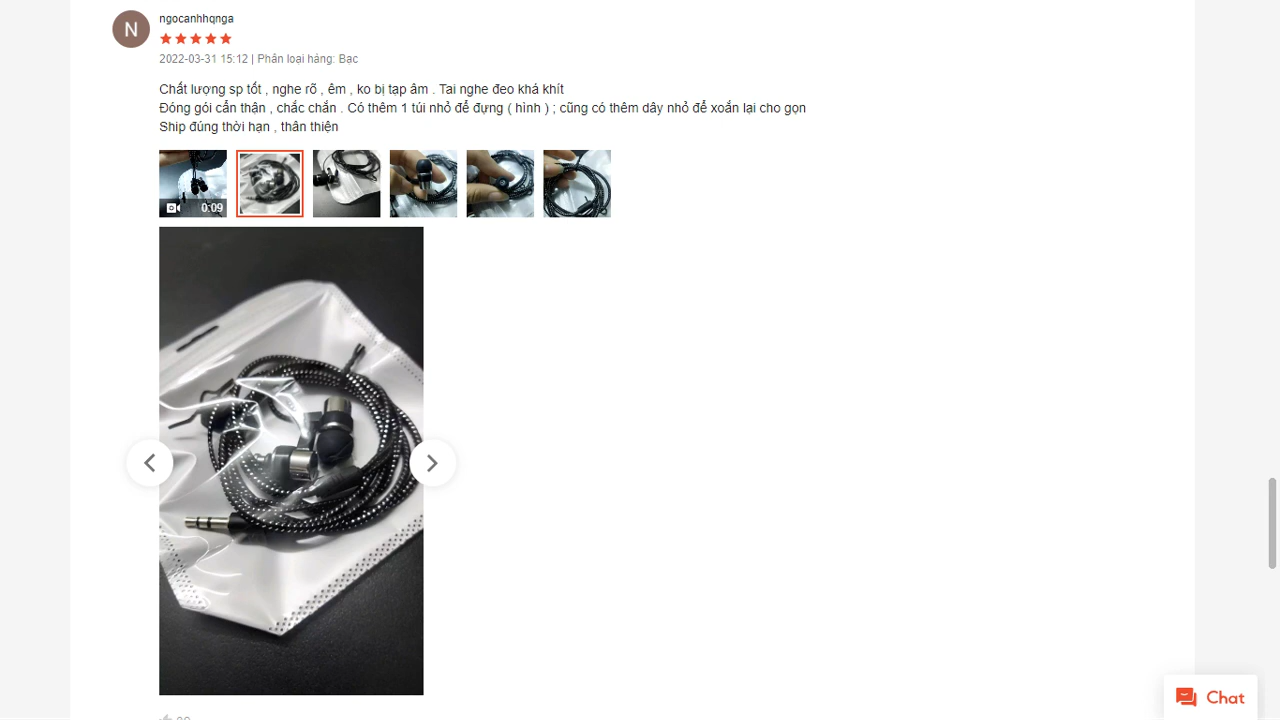 N
ngocanhhqnga
2022-03-31 15:12 | Phân loại hàng: Bạc
Chất lượng sp tốt , nghe rõ , êm , ko bị tạp âm . Tai nghe đeo khá khít
Đóng gói cẩn thận , chắc chắn . Có thêm 1 túi nhỏ để đựng ( hình ) ; cũng có thêm dây nhỏ để xoắn lại cho gọn
Ship đúng thời hạn , thân thiện
0:09
Chat